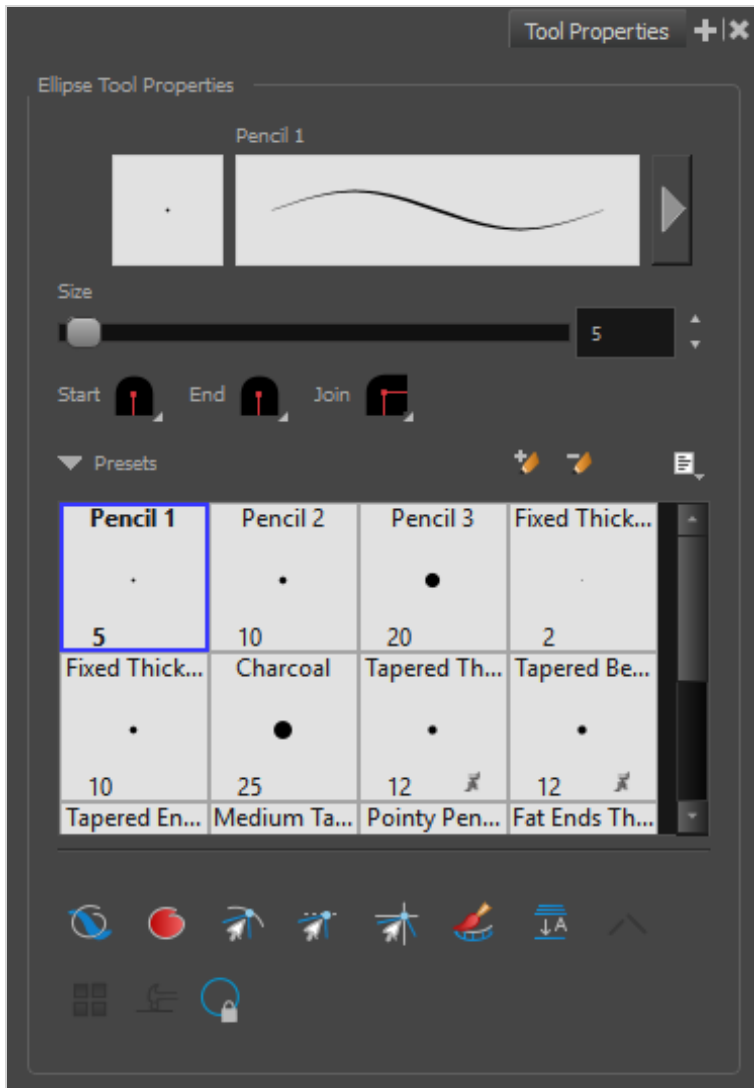 Tool Properties
Ellipse Tool Properties
Pencil 1
Size
5
Start End Join
Presets
Pencil 1 Pencil 2 Pencil 3 Fixed Thick...
5 10 20 2
Fixed Thick... Charcoal Tapered Th... Tapered Be...
10 25 12 12
Tapered En... Medium Ta... Pointy Pen... Fat Ends Th...
A